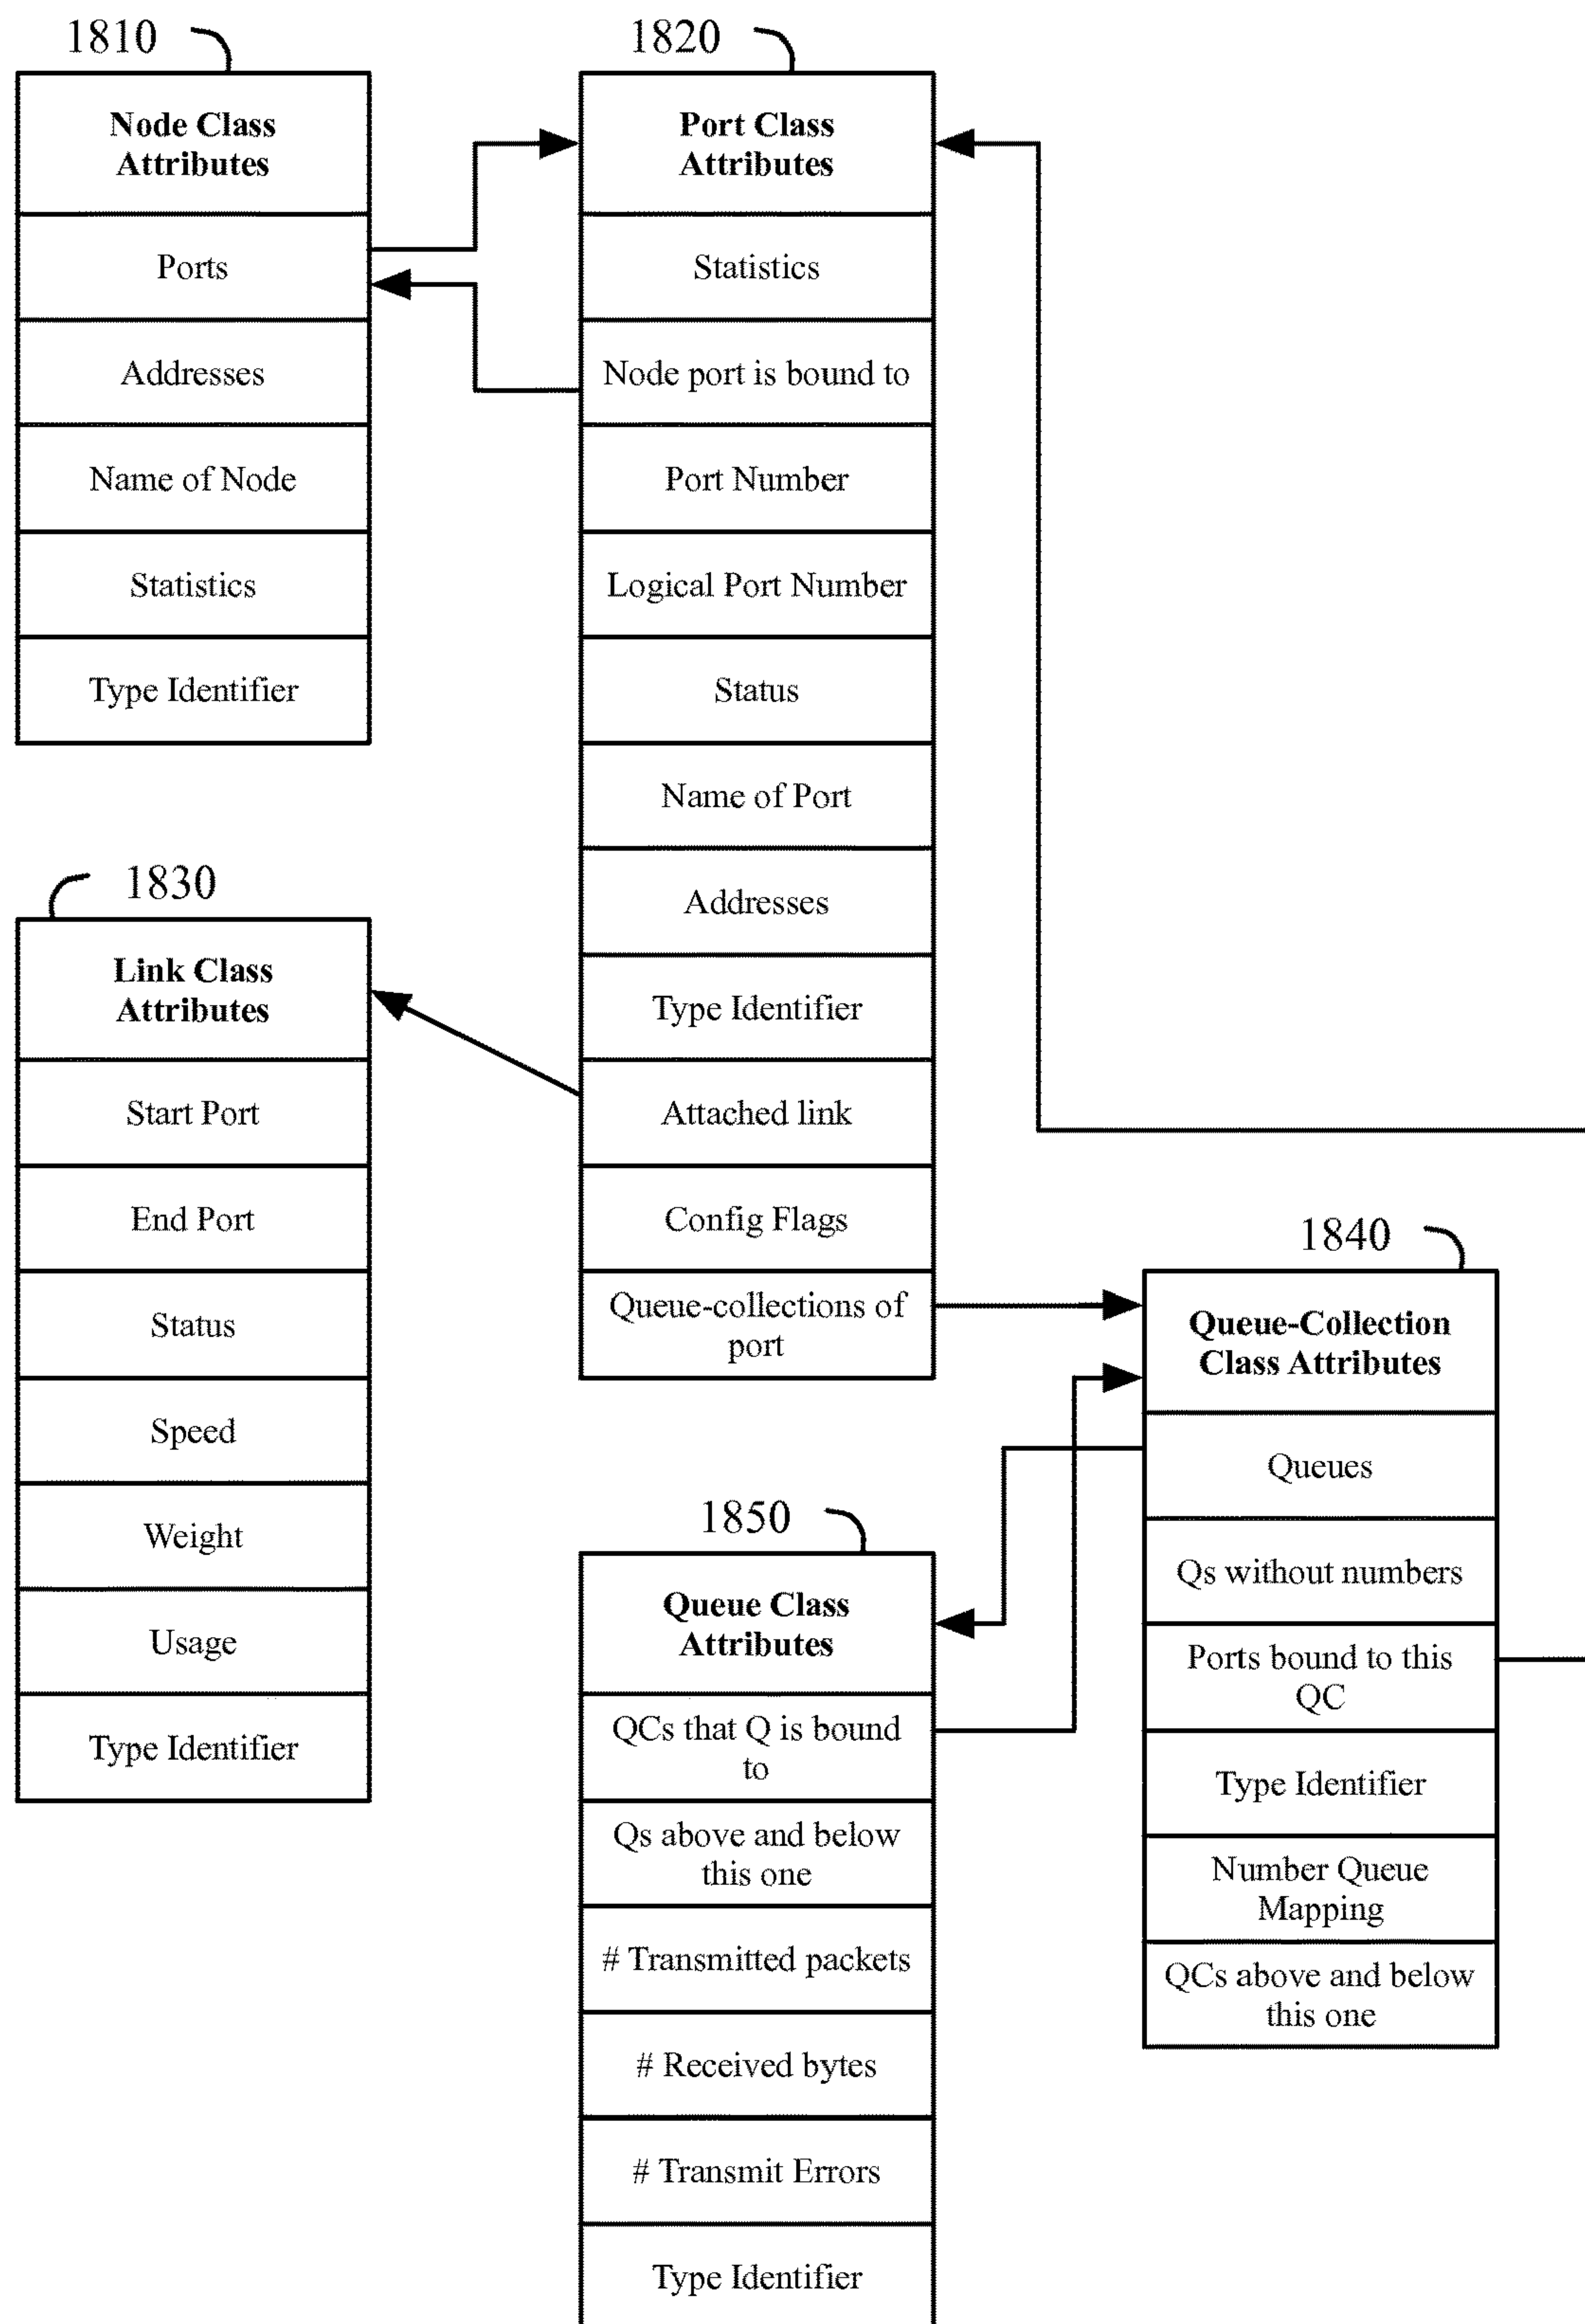 1810
Node Class
Attributes
Ports
Addresses
Name of Node
Statistics
Type Identifier
1820
Port Class
Attributes
Statistics
Node port is bound to
Port Number
Logical Port Number
Status
Name of Port
Addresses
Type Identifier
Attached link
Config Flags
Queue-collections of
port
1830
Link Class
Attributes
Start Port
End Port
Status
Speed
Weight
Usage
Type Identifier
1840
Queue-Collection
Class Attributes
Queues
Qs without numbers
Ports bound to this
QC
Type Identifier
Number Queue
Mapping
QCs above and below
this one
1850
Queue Class
Attributes
QCs that Q is bound
to
Qs above and below
this one
# Transmitted packets
# Received bytes
# Transmit Errors
Type Identifier